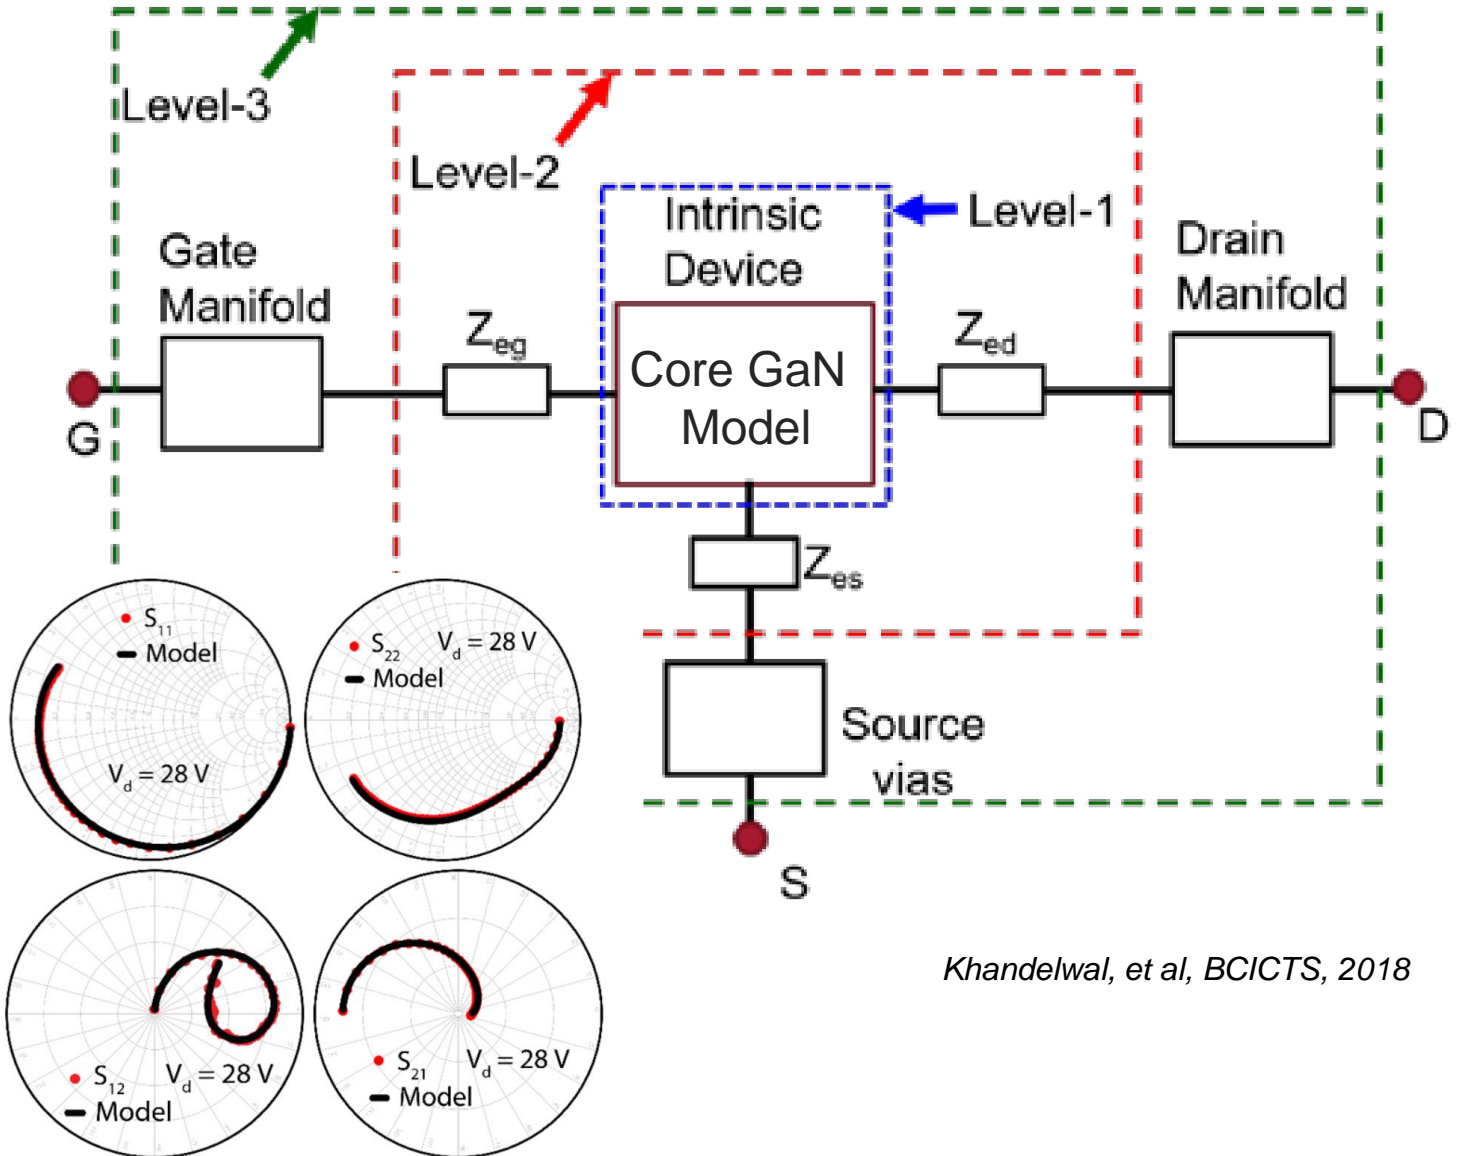 Level-3
Level-2
Intrinsic
Device
Level-1
Gate
Manifold
Drain
Manifold
Zeg
Core GaN
Model
Zed
G
D
Zes
Source
vias
S
S11
Model
Vd = 28 V
S22
Vd = 28 V
Model
S12
Vd = 28 V
Model
S21
Vd = 28 V
Model
Khandelwal, et al, BCICTS, 2018